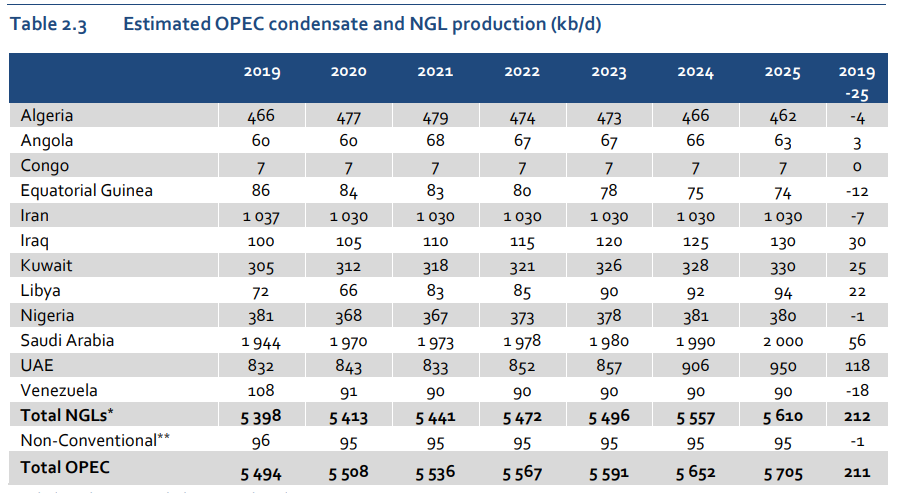 Table 2.3 Estimated OPEC condensate and NGL production (kb/d)
2019 2020 2021 2022 2023 2024 2025 2019
-25
Algeria 466 477 479 474 473 466 462 -4
Angola 60 60 68 67 67 66 63 3
Congo 7 7 7 7 7 7 7 0
Equatorial Guinea 86 84 83 80 78 75 74 -12
Iran 1 037 1 030 1 030 1 030 1 030 1 030 1 030 -7
Iraq 100 105 110 115 120 125 130 30
Kuwait 305 312 318 321 326 328 330 25
Libya 72 66 83 85 90 92 94 22
Nigeria 381 368 367 373 378 381 380 -1
Saudi Arabia 1 944 1 970 1 973 1 978 1 980 1 990 2 000 56
UAE 832 843 833 852 857 906 950 118
Venezuela 108 91 90 90 90 90 90 -18
Total NGLs* 5 398 5 413 5 441 5 472 5 496 5 557 5 610 212
Non-Conventional** 96 95 95 95 95 95 95 -1
Total OPEC 5 494 5 508 5 536 5 567 5 591 5 652 5 705 211